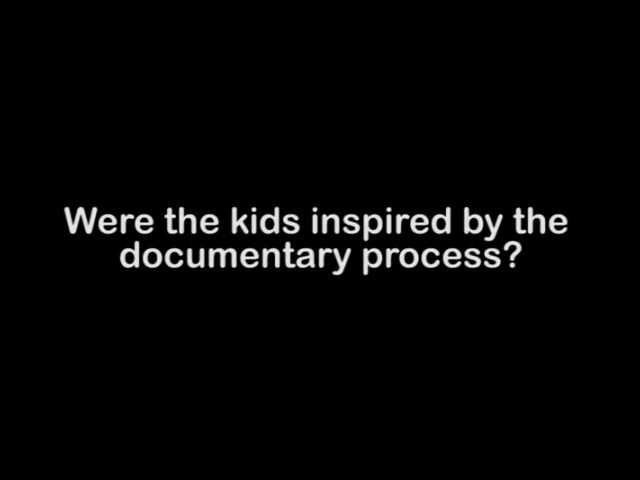 Were the kids inspired by the
documentary process?